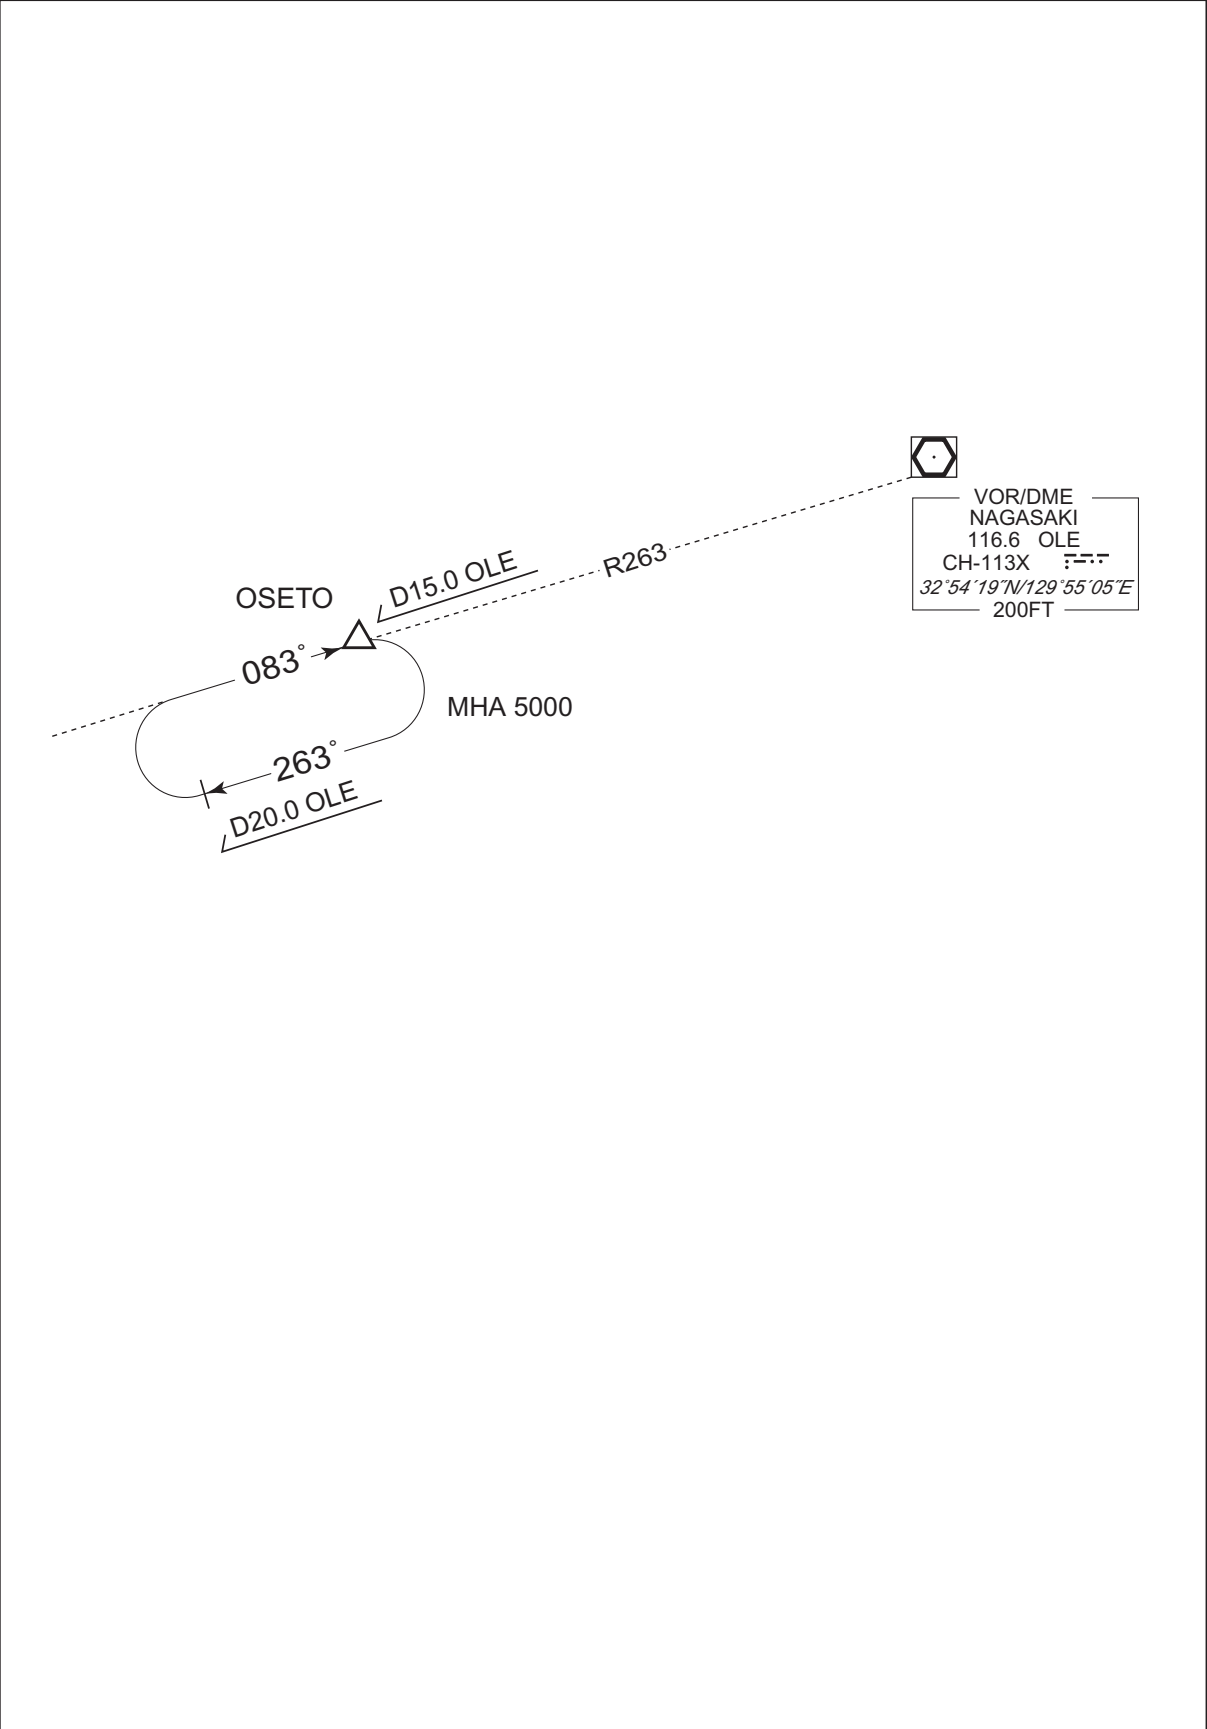 VOR/DME
NAGASAKI
116.6 OLE
CH-113X
32°54´19˝N/129°55´05˝E
200FT
R263
D15.0 OLE
OSETO
083°
MHA 5000
263°
D20.0 OLE